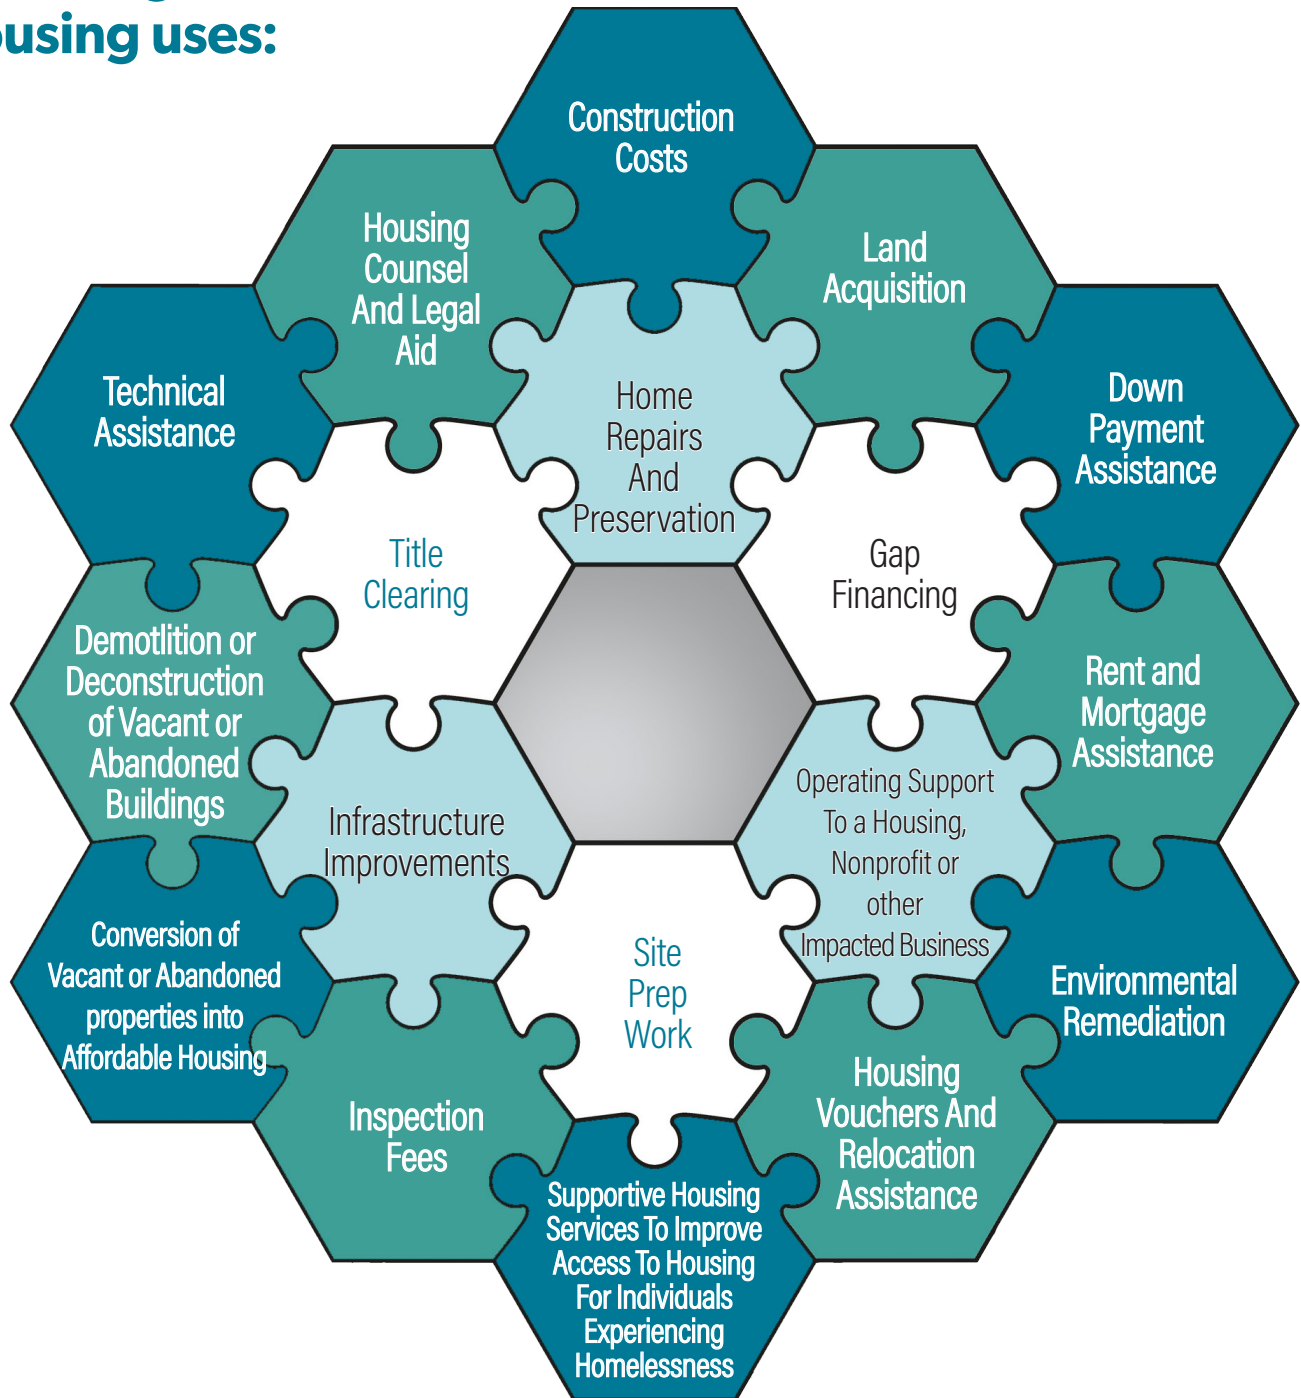 ousing uses:
Construction
Costs
Housing
Counsel
And Legal
Aid
Land
Acquisition
Technical
Assistance
Home
Repairs
And
Preservation
Down
Payment
Assistance
Title
Clearing
Gap
Financing
Demotlition or
Deconstruction
of Vacant or
Abandoned
Buildings
Rent and
Mortgage
Assistance
Infrastructure
Improvements
Operating Support
To a Housing,
Nonprofit or
other
Impacted Business
Conversion of
Vacant or Abandoned
properties into
Affordable Housing
Site
Prep
Work
Environmental
Remediation
Inspection
Fees
Housing
Vouchers And
Relocation
Assistance
Supportive Housing
Services To Improve
Access To Housing
For Individuals
Experiencing
Homelessness